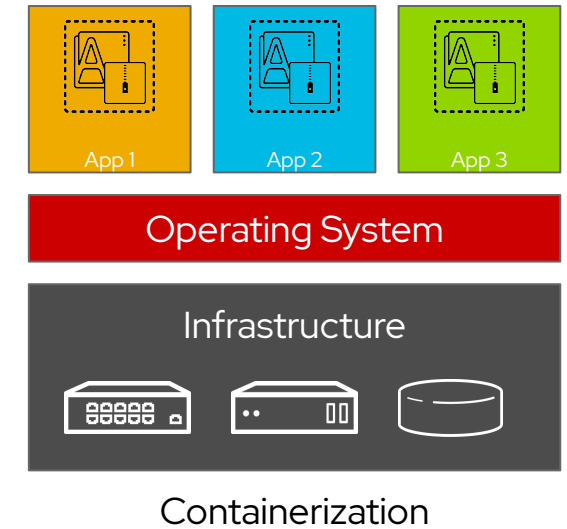 App 1
App 2
App 3
Operating System
Infrastructure
Containerization